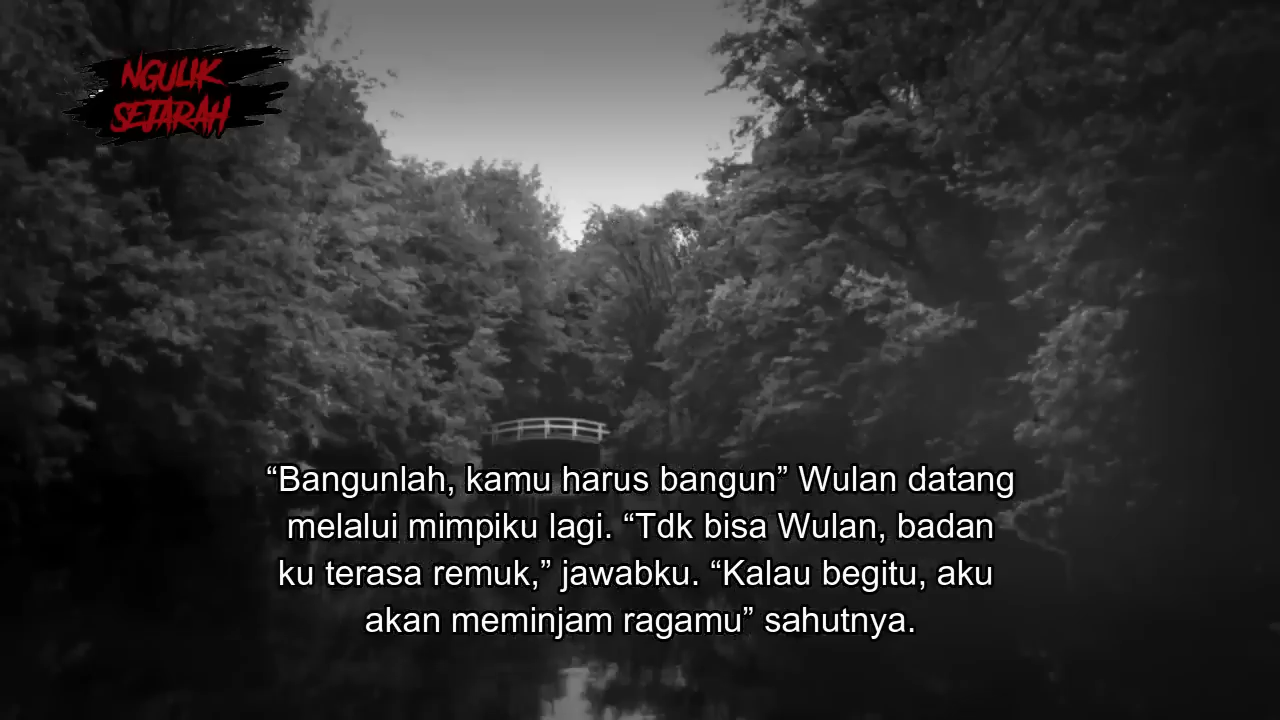 NGULIK
SEJARAH
“Bangunlah, kamu harus bangun” Wulan datang
melalui mimpiku lagi. “Tdk bisa Wulan, badan
ku terasa remuk,” jawabku. “Kalau begitu, aku
akan meminjam ragamu” sahutnya.